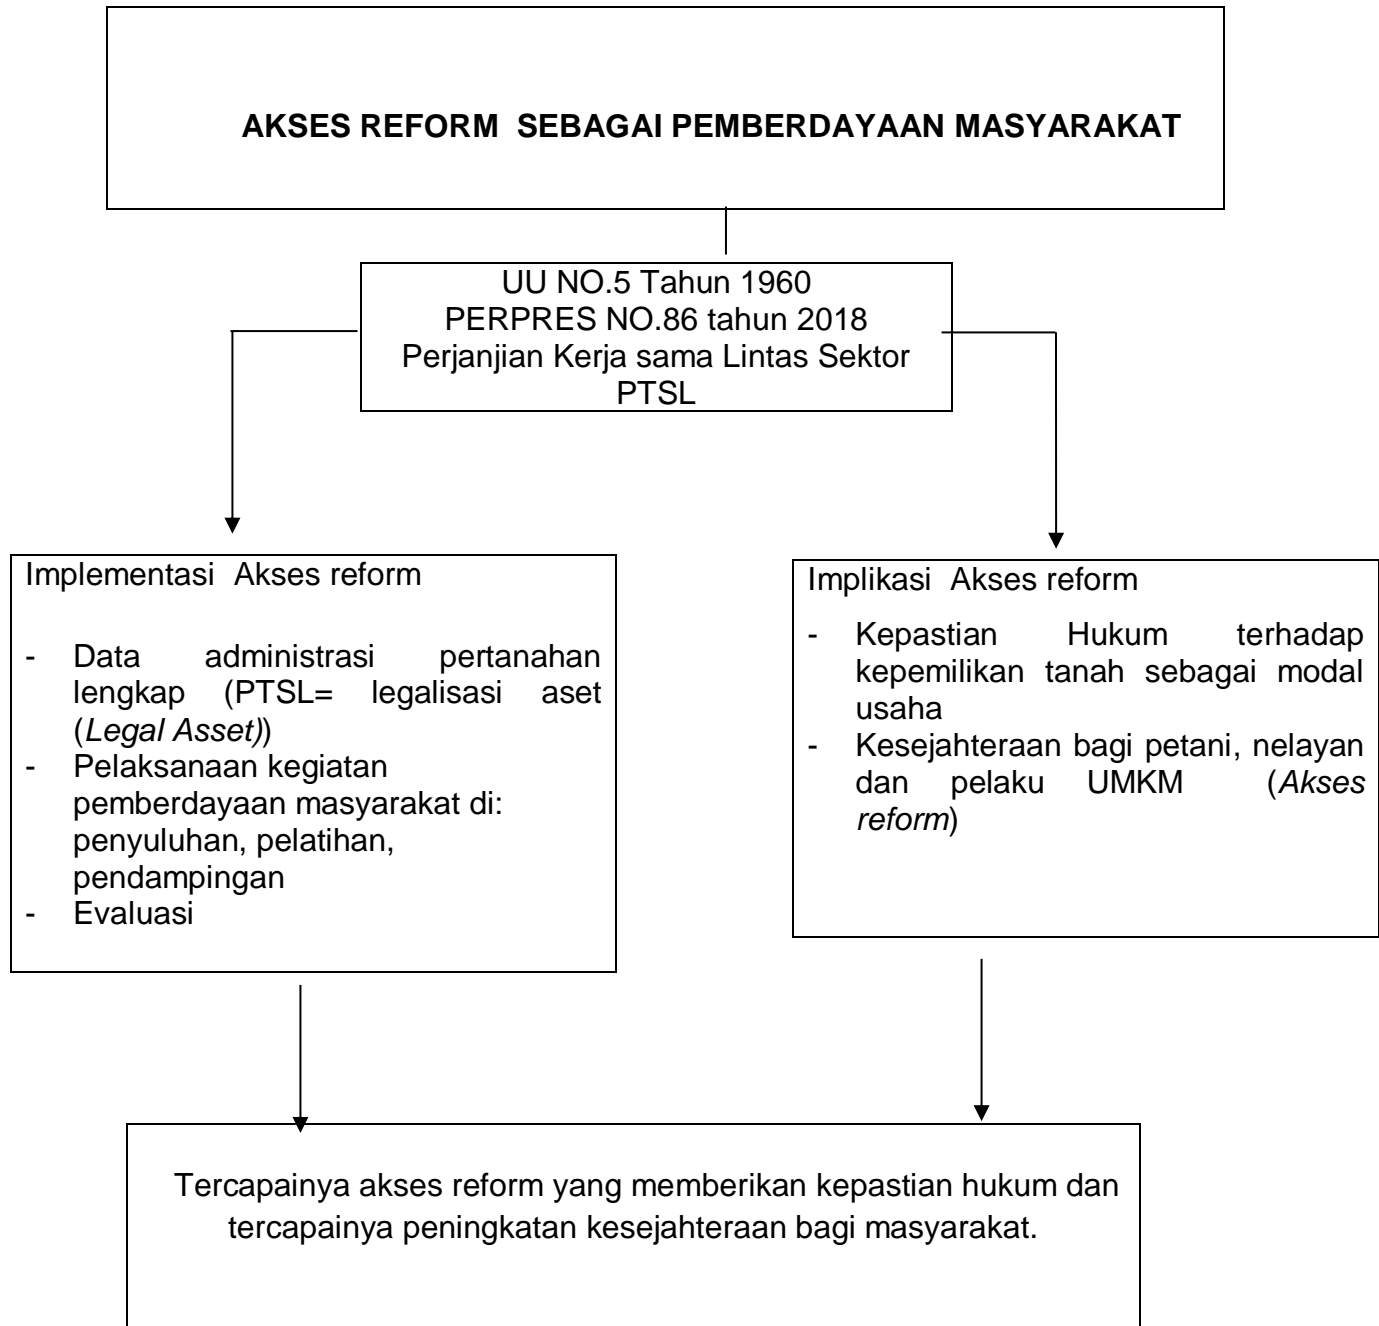 AKSES REFORM SEBAGAI PEMBERDAYAAN MASYARAKAT
UU NO.5 Tahun 1960
PERPRES NO.86 tahun 2018
Perjanjian Kerja sama Lintas Sektor
PTSL
Implementasi Akses reform
- Data administrasi pertanahan
lengkap (PTSL= legalisasi aset
(Legal Asset))
- Pelaksanaan kegiatan
pemberdayaan masyarakat di:
penyuluhan, pelatihan,
pendampingan
- Evaluasi
Implikasi Akses reform
- Kepastian Hukum terhadap
kepemilikan tanah sebagai modal
usaha
- Kesejahteraan bagi petani, nelayan
dan pelaku UMKM (Akses
reform)
Tercapainya akses reform yang memberikan kepastian hukum dan
tercapainya peningkatan kesejahteraan bagi masyarakat.